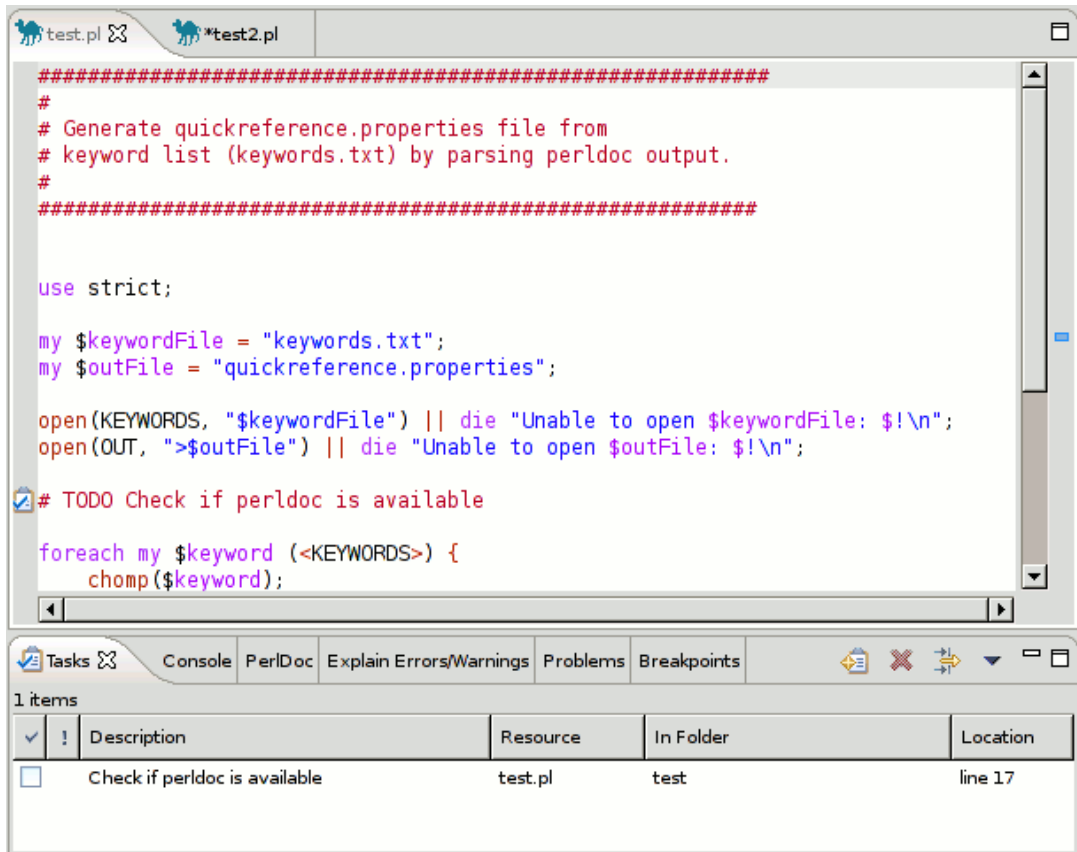 test.pl *test2.pl
###########################################################
#
# Generate quickreference.properties file from
# keyword list (keywords.txt) by parsing perldoc output.
#
##########################################################
use strict;
my $keywordFile = "keywords.txt";
my $outFile = "quickreference.properties";
open(KEYWORDS, "$keywordFile") || die "Unable to open $keywordFile: $!\n";
open(OUT, ">$outFile") || die "Unable to open $outFile: $!\n";
# TODO Check if perldoc is available
foreach my $keyword (<KEYWORDS>) {
    chomp($keyword);
Tasks Console PerlDoc Explain Errors/Warnings Problems Breakpoints
1 items
! Description Resource In Folder Location
Check if perldoc is available test.pl test line 17